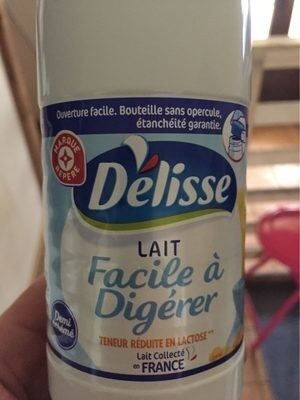 Ouverture facile. Bouteille sans opercule,
étanchéité garantie.
MARQUE
REPÈRE
Délisse
LAIT
Facile à
Digérer
Demi
écrémé
TENEUR RÉDUITE EN LACTOSE**
Lait Collecté
en FRANCE